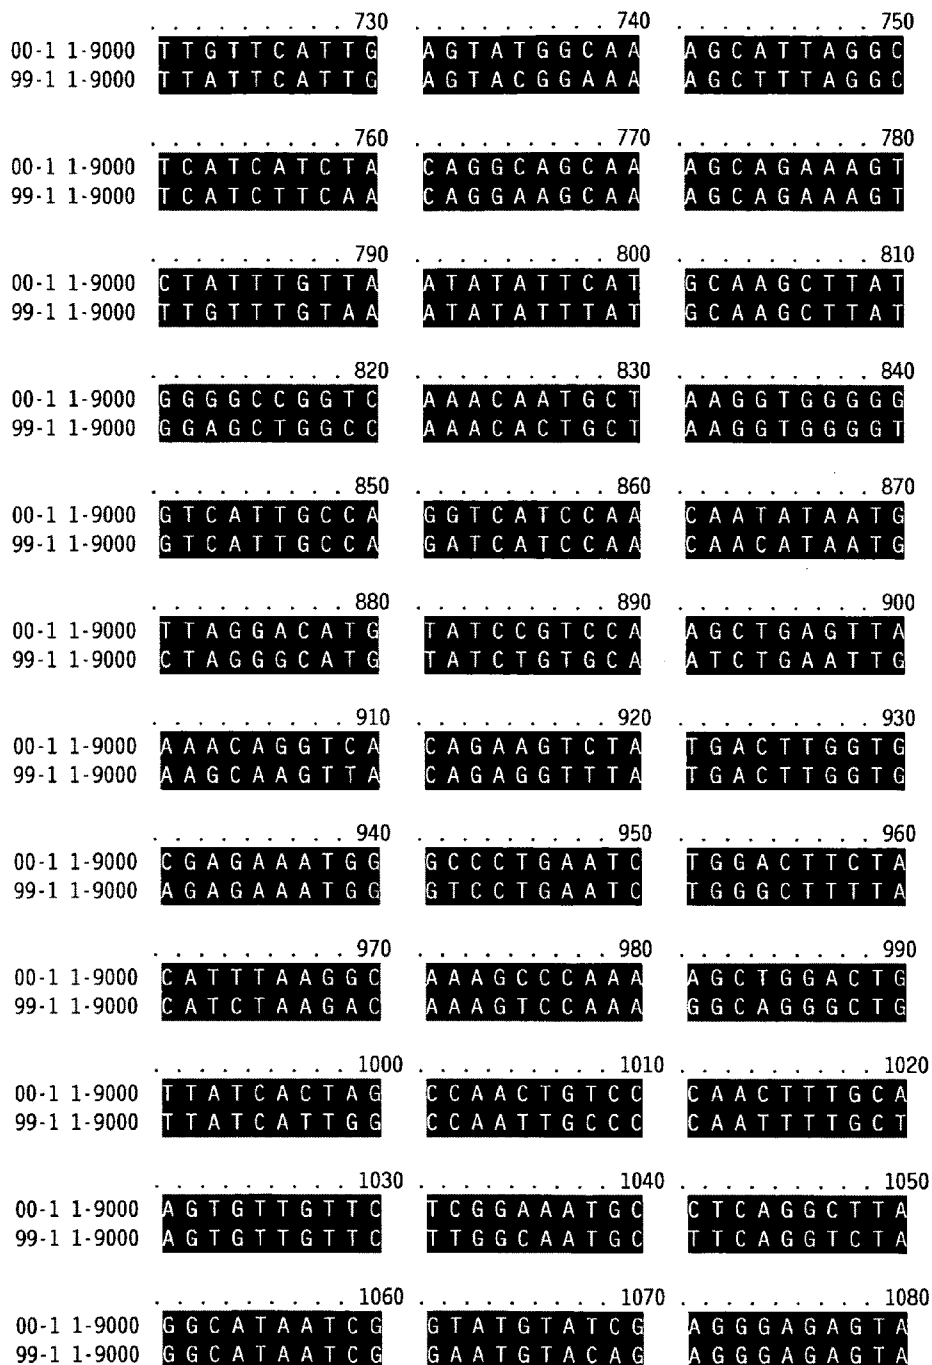 . . . . . . . . . 730 . . . . . . . . . 740 . . . . . . . . . 750
00-1 1-9000 TTGTTCATTG AGTATGGCAA AGCATTAGGC
99-1 1-9000 TTATTCATTG AGTACGGAAA AGCTTTAGGC
. . . . . . . . . 760 . . . . . . . . . 770 . . . . . . . . . 780
00-1 1-9000 TCATCATCTA CAGGCAGCAA AGCAGAAAGT
99-1 1-9000 TCATCTTCAA CAGGAAGCAA AGCAGAAAGT
. . . . . . . . . 790 . . . . . . . . . 800 . . . . . . . . . 810
00-1 1-9000 CTATTTGTTA ATATATTCAT GCAAGCTTAT
99-1 1-9000 TTGTTTGTAA ATATATTTAT GCAAGCTTAT
. . . . . . . . . 820 . . . . . . . . . 830 . . . . . . . . . 840
00-1 1-9000 GGGGCCGGTC AAACAATGCT AAGGTGGGGG
99-1 1-9000 GGAGCTGGCC AAACACTGCT AAGGTGGGGT
. . . . . . . . . 850 . . . . . . . . . 860 . . . . . . . . . 870
00-1 1-9000 GTCATTGCCA GGTCATCCAA CAATATAATG
99-1 1-9000 GTCATTGCCA GATCATCCAA CAACATAATG
. . . . . . . . . 880 . . . . . . . . . 890 . . . . . . . . . 900
00-1 1-9000 TTAGGACATG TATCCGTCCA AGCTGAGTTA
99-1 1-9000 CTAGGGCATG TATCTGTGCA ATCTGAATTG
. . . . . . . . . 910 . . . . . . . . . 920 . . . . . . . . . 930
00-1 1-9000 AAACAGGTCA CAGAAGTCTA TGACTTGGTG
99-1 1-9000 AAGCAAGTTA CAGAGGTTTA TGACTTGGTG
. . . . . . . . . 940 . . . . . . . . . 950 . . . . . . . . . 960
00-1 1-9000 CGAGAAATGG GCCCTGAATC TGGACTTCTA
99-1 1-9000 AGAGAAATGG GTCCTGAATC TGGGCTTTTA
. . . . . . . . . 970 . . . . . . . . . 980 . . . . . . . . . 990
00-1 1-9000 CATTTAAGGC AAAGCCCAAA AGCTGGACTG
99-1 1-9000 CATCTAAGAC AAAGTCCAAA GGCAGGGCTG
. . . . . . . . . 1000 . . . . . . . . . 1010 . . . . . . . . . 1020
00-1 1-9000 TTATCACTAG CCAACTGTCC CAACTTTGCA
99-1 1-9000 TTATCATTGG CCAATTGCCC CAATTTTGCT
. . . . . . . . . 1030 . . . . . . . . . 1040 . . . . . . . . . 1050
00-1 1-9000 AGTGTTGTTC TCGGAAATGC CTCAGGCTTA
99-1 1-9000 AGTGTTGTTC TTGGCAATGC TTCAGGTCTA
. . . . . . . . . 1060 . . . . . . . . . 1070 . . . . . . . . . 1080
00-1 1-9000 GGCATAATCG GTATGTATCG AGGGAGAGTA
99-1 1-9000 GGCATAATCG GAATGTACAG AGGGAGAGTA